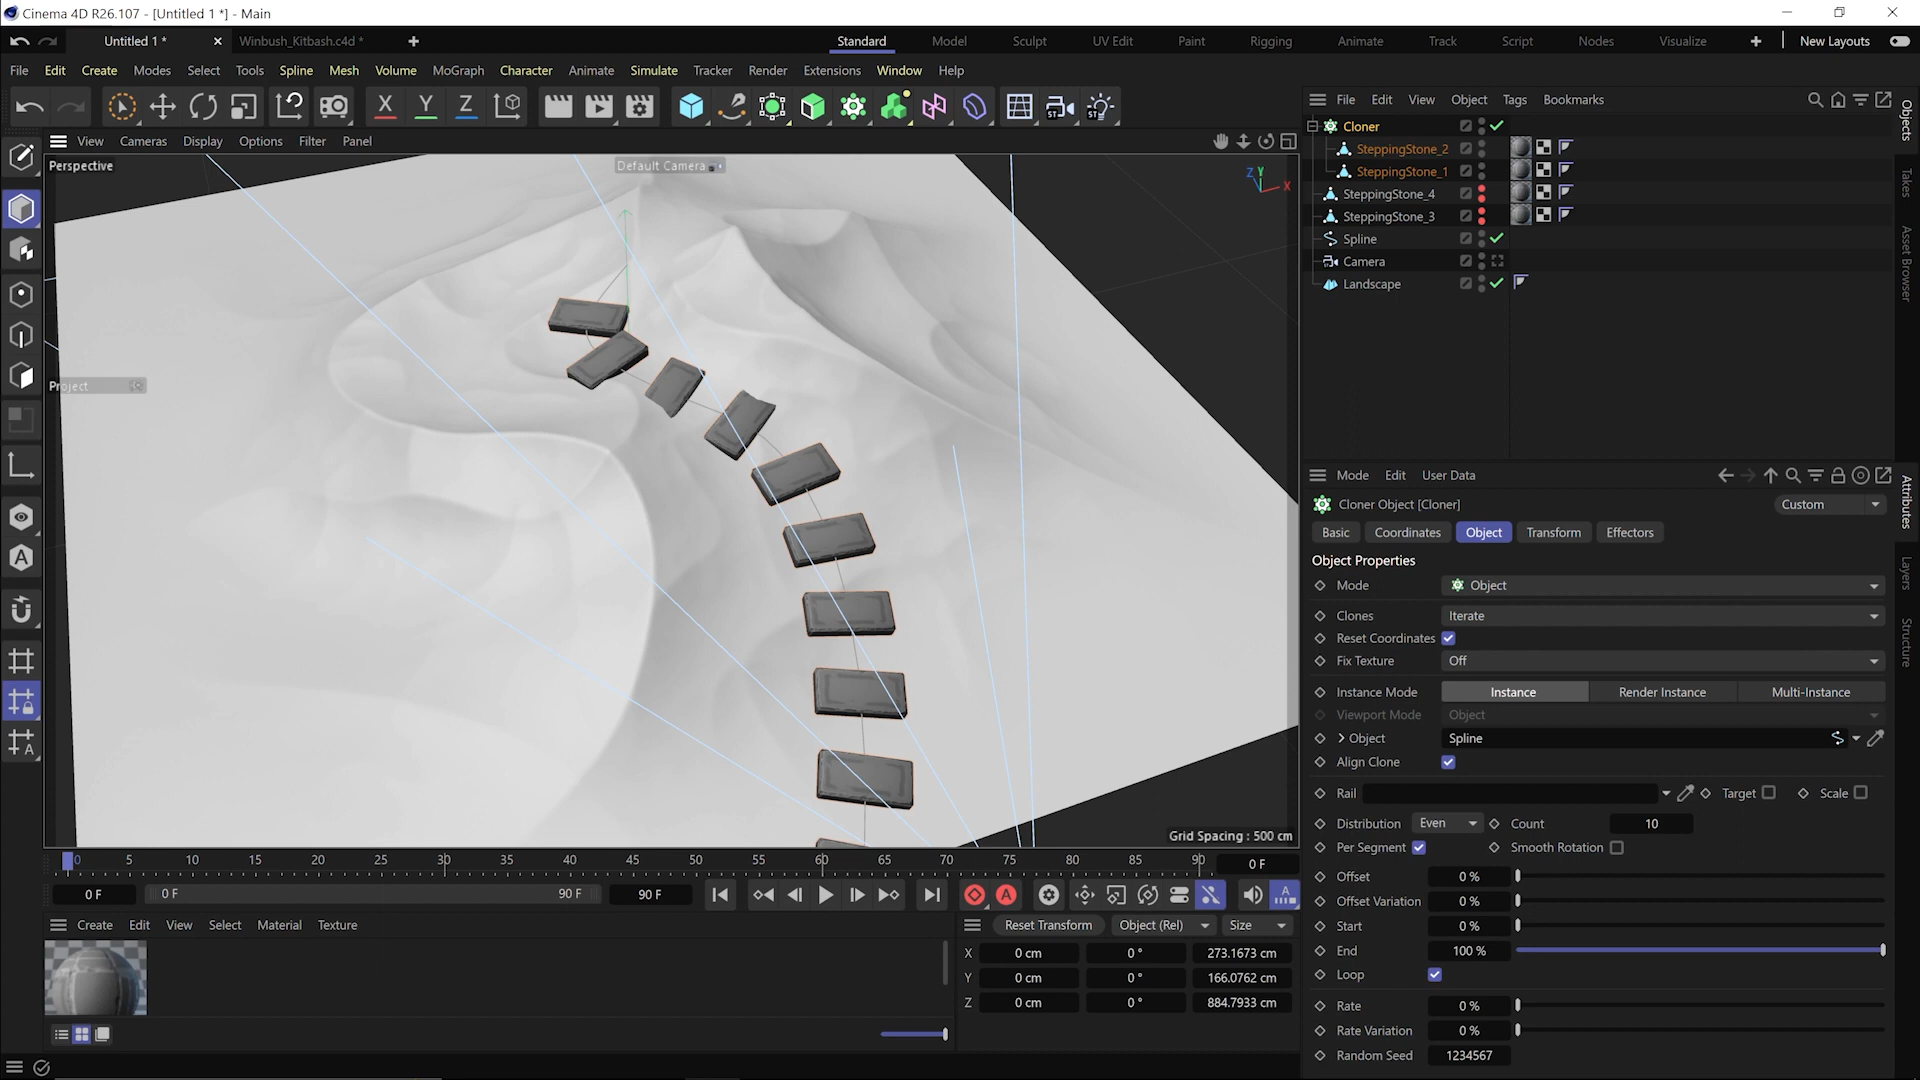 Cinema 4D R26.107 - [Untitled 1 *] - Main
Untitled 1 * Winbush_Kitbash.c4d *
Standard Model Sculpt UV Edit Paint Rigging Animate Track Script Nodes Visualize New Layouts
File Edit Create Modes Select Tools Spline Mesh Volume MoGraph Character Animate Simulate Tracker Render Extensions Window Help
X Y Z
File Edit View Object Tags Bookmarks
View Cameras Display Options Filter Panel
Perspective
Default Camera
Z Y X
Project
Grid Spacing : 500 cm
Cloner
SteppingStone_2
SteppingStone_1
SteppingStone_4
SteppingStone_3
Spline
Camera
Landscape
Objects
Takes
Asset Browser
Attributes
Layers
Structure
Mode Edit User Data
Cloner Object [Cloner]
Custom
Basic Coordinates Object Transform Effectors
Object Properties
Mode Object
Clones Iterate
Reset Coordinates
Fix Texture Off
Instance Mode Instance Render Instance Multi-Instance
Viewport Mode Object
Object Spline
Align Clone
Rail Target Scale
Distribution Even Count 10
Per Segment Smooth Rotation
Offset 0 %
Offset Variation 0 %
Start 0 %
End 100 %
Loop
Rate 0 %
Rate Variation 0 %
Random Seed 1234567
0 5 10 15 20 25 30 35 40 45 50 55 60 65 70 75 80 85 90 0 F
0 F 0 F 90 F 90 F
Create Edit View Select Material Texture
Reset Transform Object (Rel) Size
X 0 cm 0 ° 273.1673 cm
Y 0 cm 0 ° 166.0762 cm
Z 0 cm 0 ° 884.7933 cm